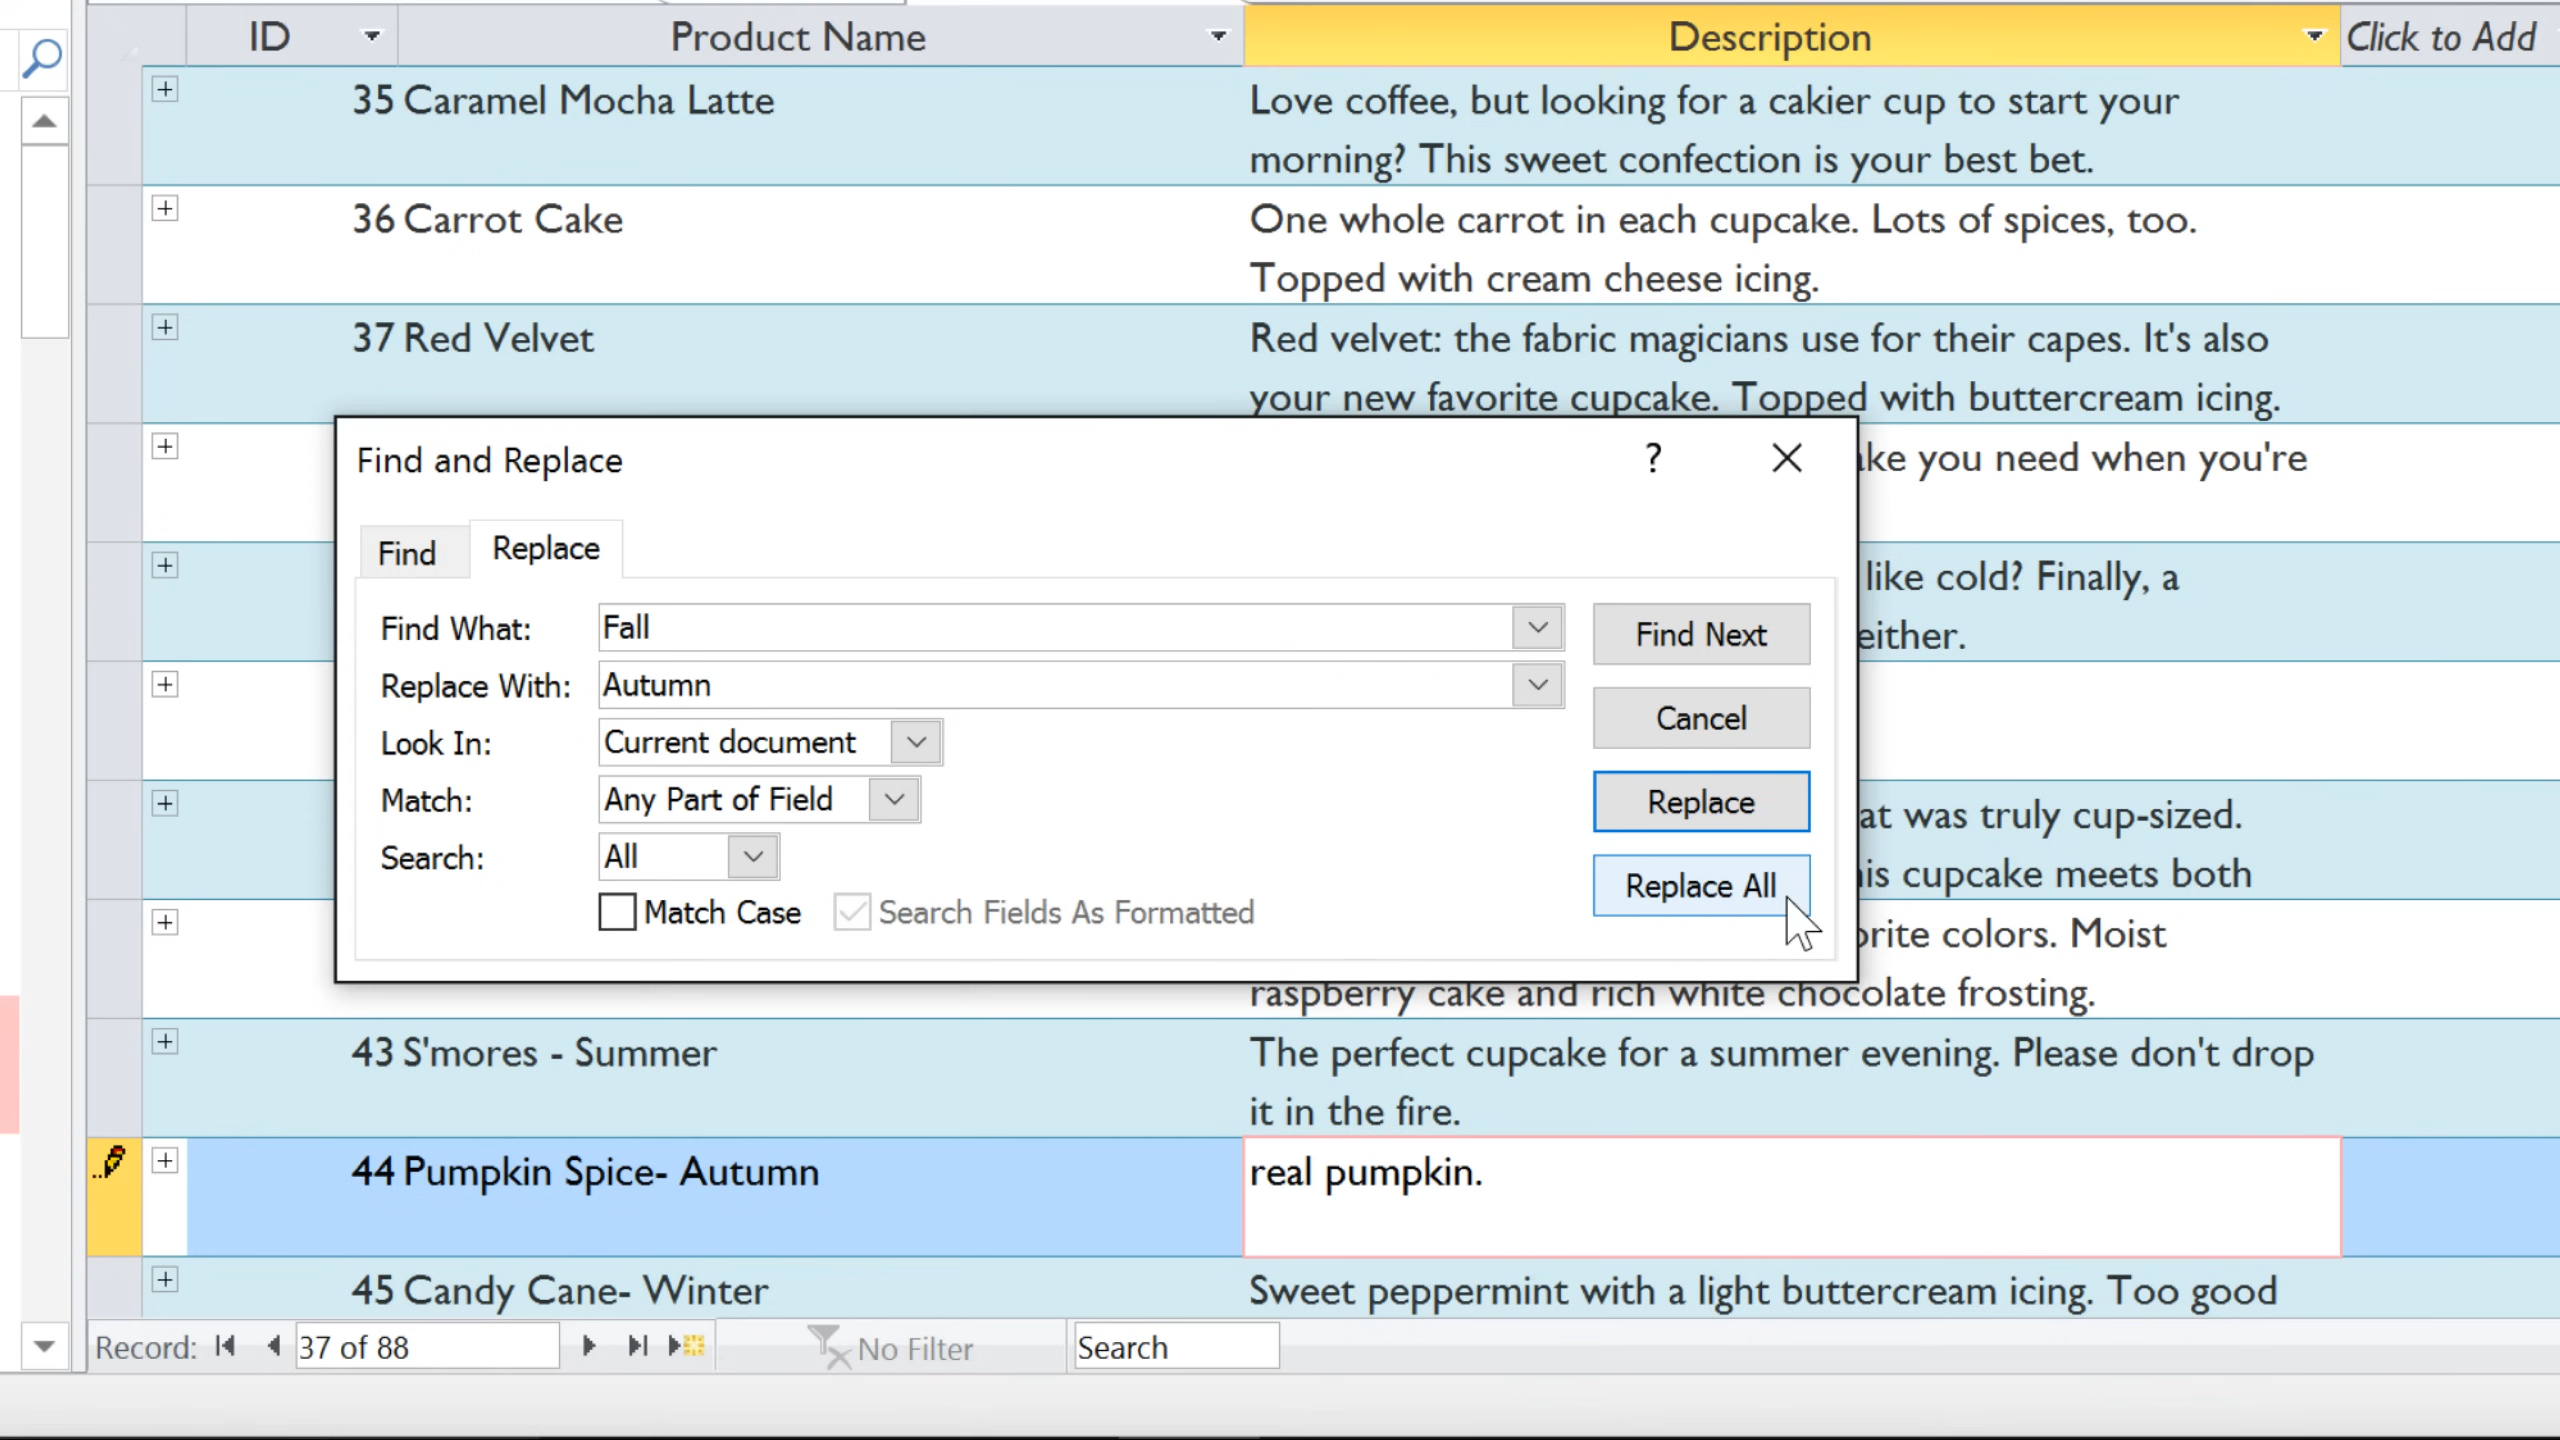 ID Product Name Description Click to Add
35 Caramel Mocha Latte Love coffee, but looking for a cakier cup to start your
morning? This sweet confection is your best bet.
36 Carrot Cake One whole carrot in each cupcake. Lots of spices, too.
Topped with cream cheese icing.
37 Red Velvet Red velvet: the fabric magicians use for their capes. It's also
your new favorite cupcake. Topped with buttercream icing.
you need when you're
like cold? Finally, a
either.
was truly cup-sized.
cupcake meets both
colors. Moist
raspberry cake and rich white chocolate frosting.
Find and Replace ?
Find Replace
Find What: Fall Find Next
Replace With: Autumn Cancel
Look In: Current document
Match: Any Part of Field Replace
Search: All Replace All
Match Case Search Fields As Formatted
43 S'mores - Summer The perfect cupcake for a summer evening. Please don't drop
it in the fire.
44 Pumpkin Spice- Autumn real pumpkin.
45 Candy Cane- Winter Sweet peppermint with a light buttercream icing. Too good
Record: 37 of 88 No Filter Search